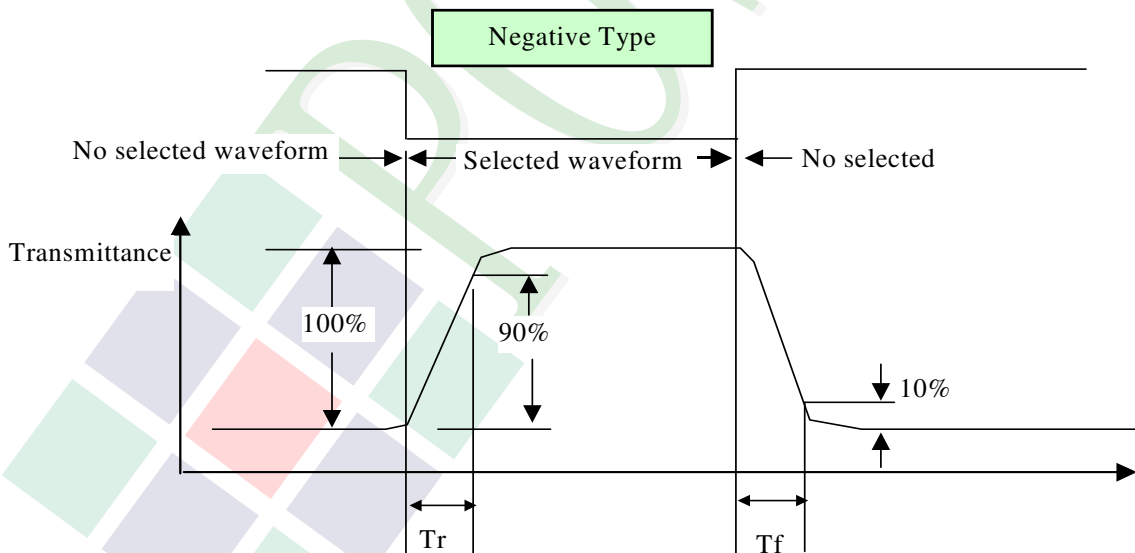 Negative Type
No selected waveform
Selected waveform
No selected
Transmittance
100%
90%
10%
Tr
Tf